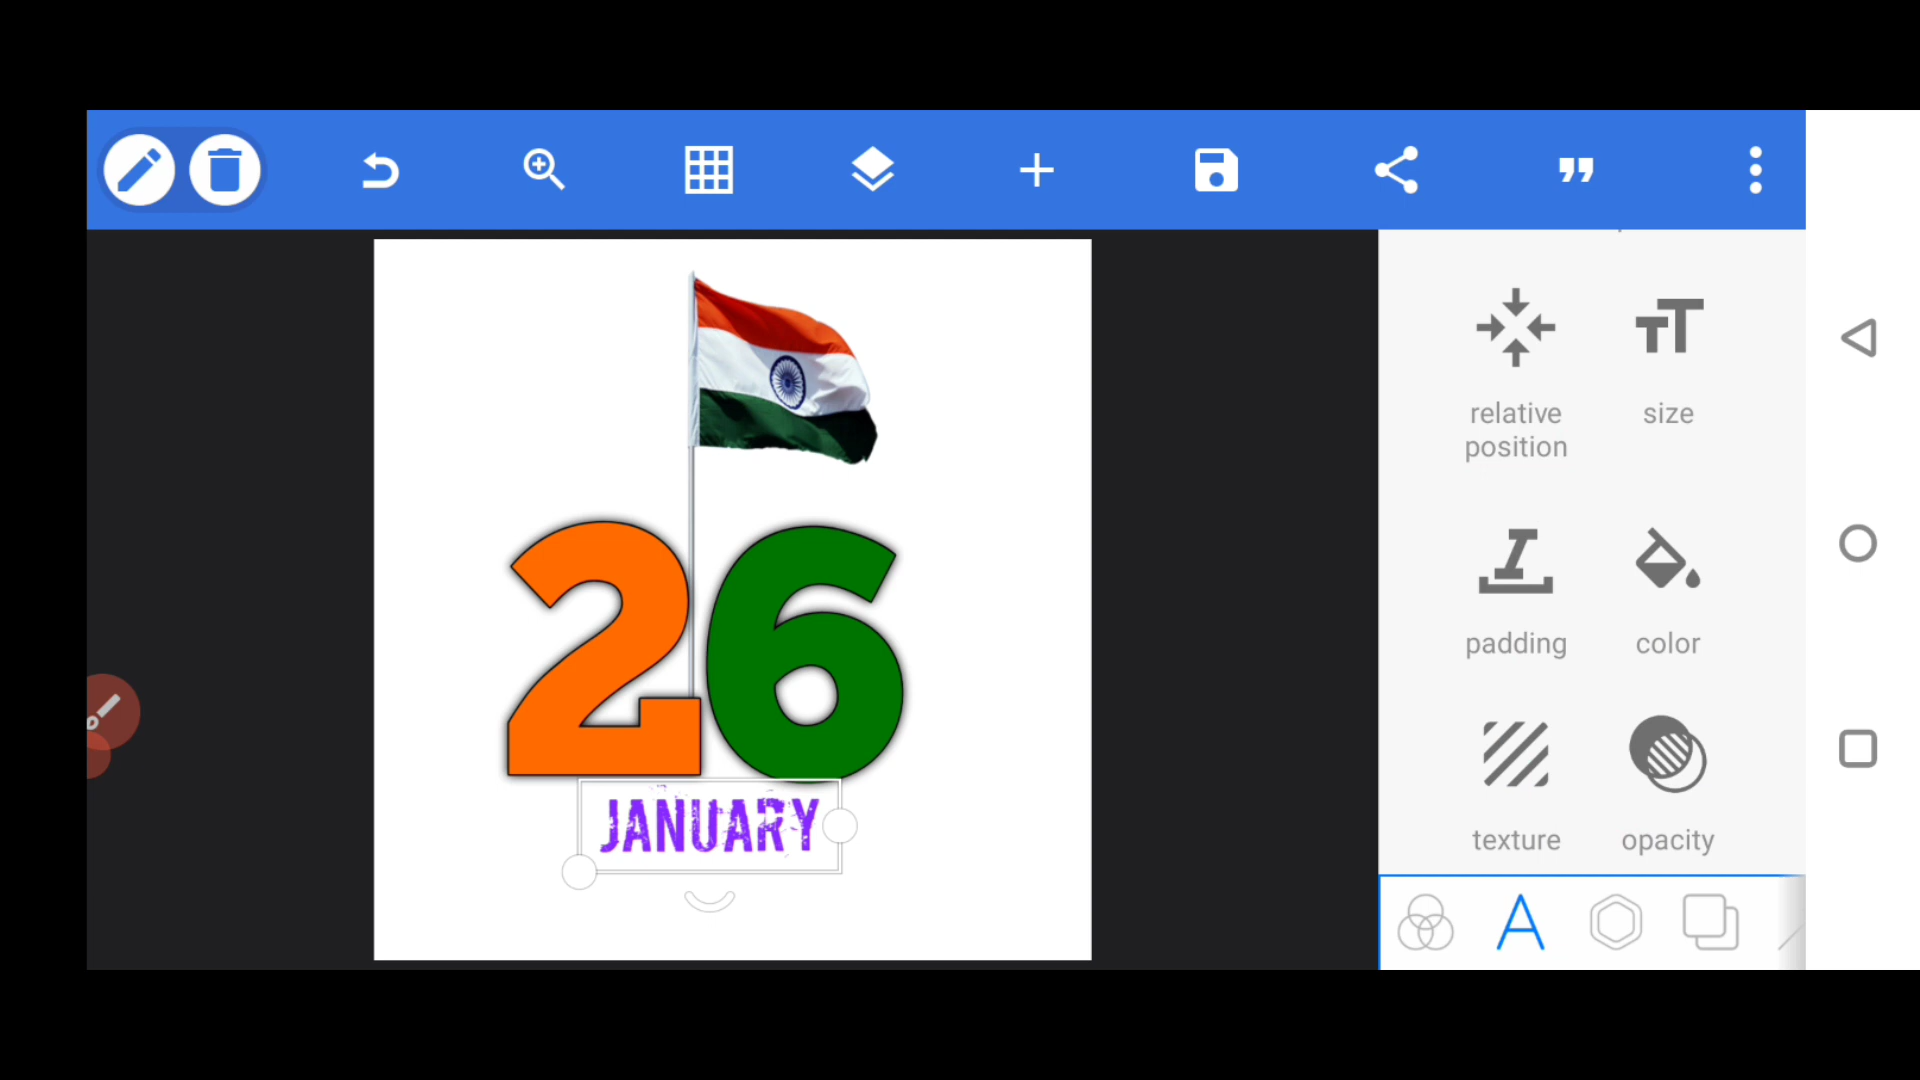 relative
position
size
26
padding
color
JANUARY
texture
opacity